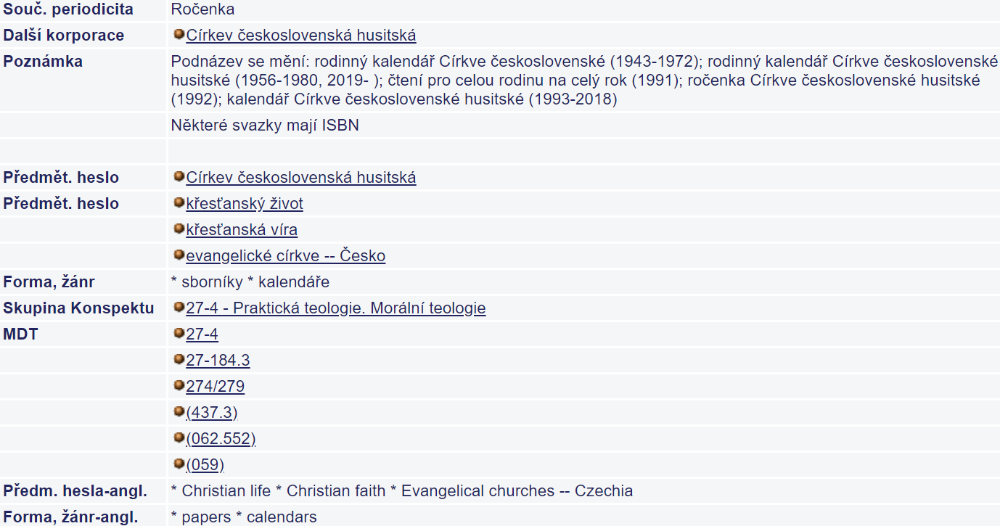 Souč. periodicita Ročenka
Další korporace Církev československá husitská
Poznámka Podnázev se mění: rodinný kalendář Církve československé (1943-1972); rodinný kalendář Církve československé
husitské (1956-1980, 2019- ); čtení pro celou rodinu na celý rok (1991); ročenka Církve československé husitské
(1992); kalendář Církve československé husitské (1993-2018)
Některé svazky mají ISBN
Předmět. heslo Církev československá husitská
Předmět. heslo křesťanský život
křesťanská víra
evangelické církve -- Česko
Forma, žánr * sborníky * kalendáře
Skupina Konspektu 27-4 - Praktická teologie. Morální teologie
MDT 27-4
27-184.3
274/279
(437.3)
(062.552)
(059)
Předm. hesla-angl. * Christian life * Christian faith * Evangelical churches -- Czechia
Forma, žánr-angl. * papers * calendars